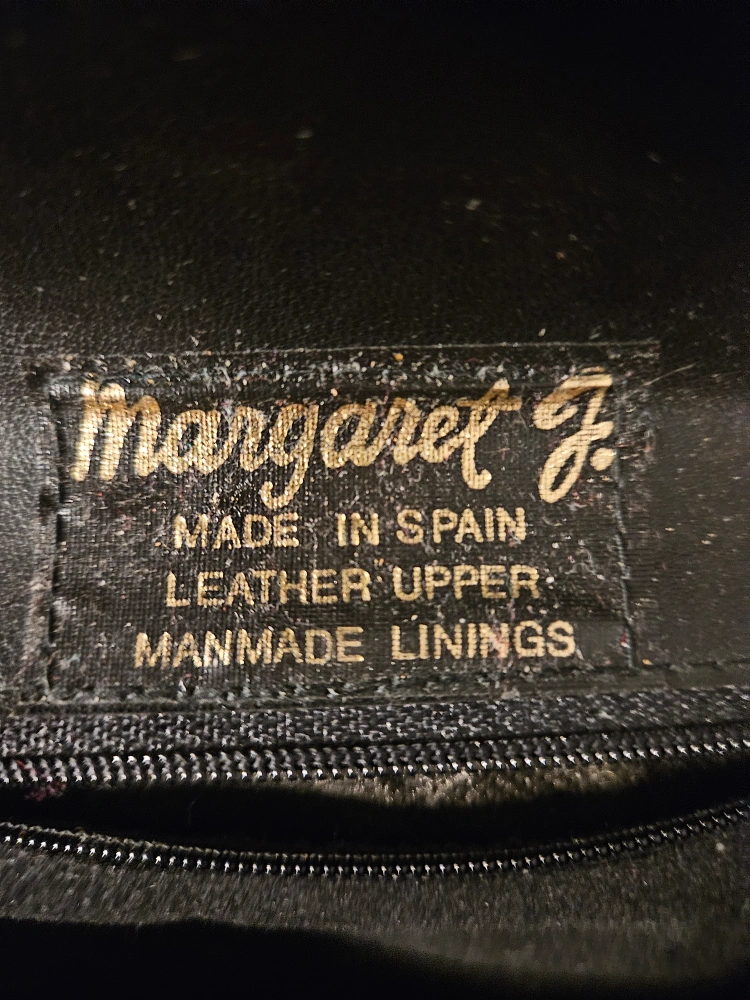 Margaret J.
MADE IN SPAIN
LEATHER UPPER
MANMADE LININGS